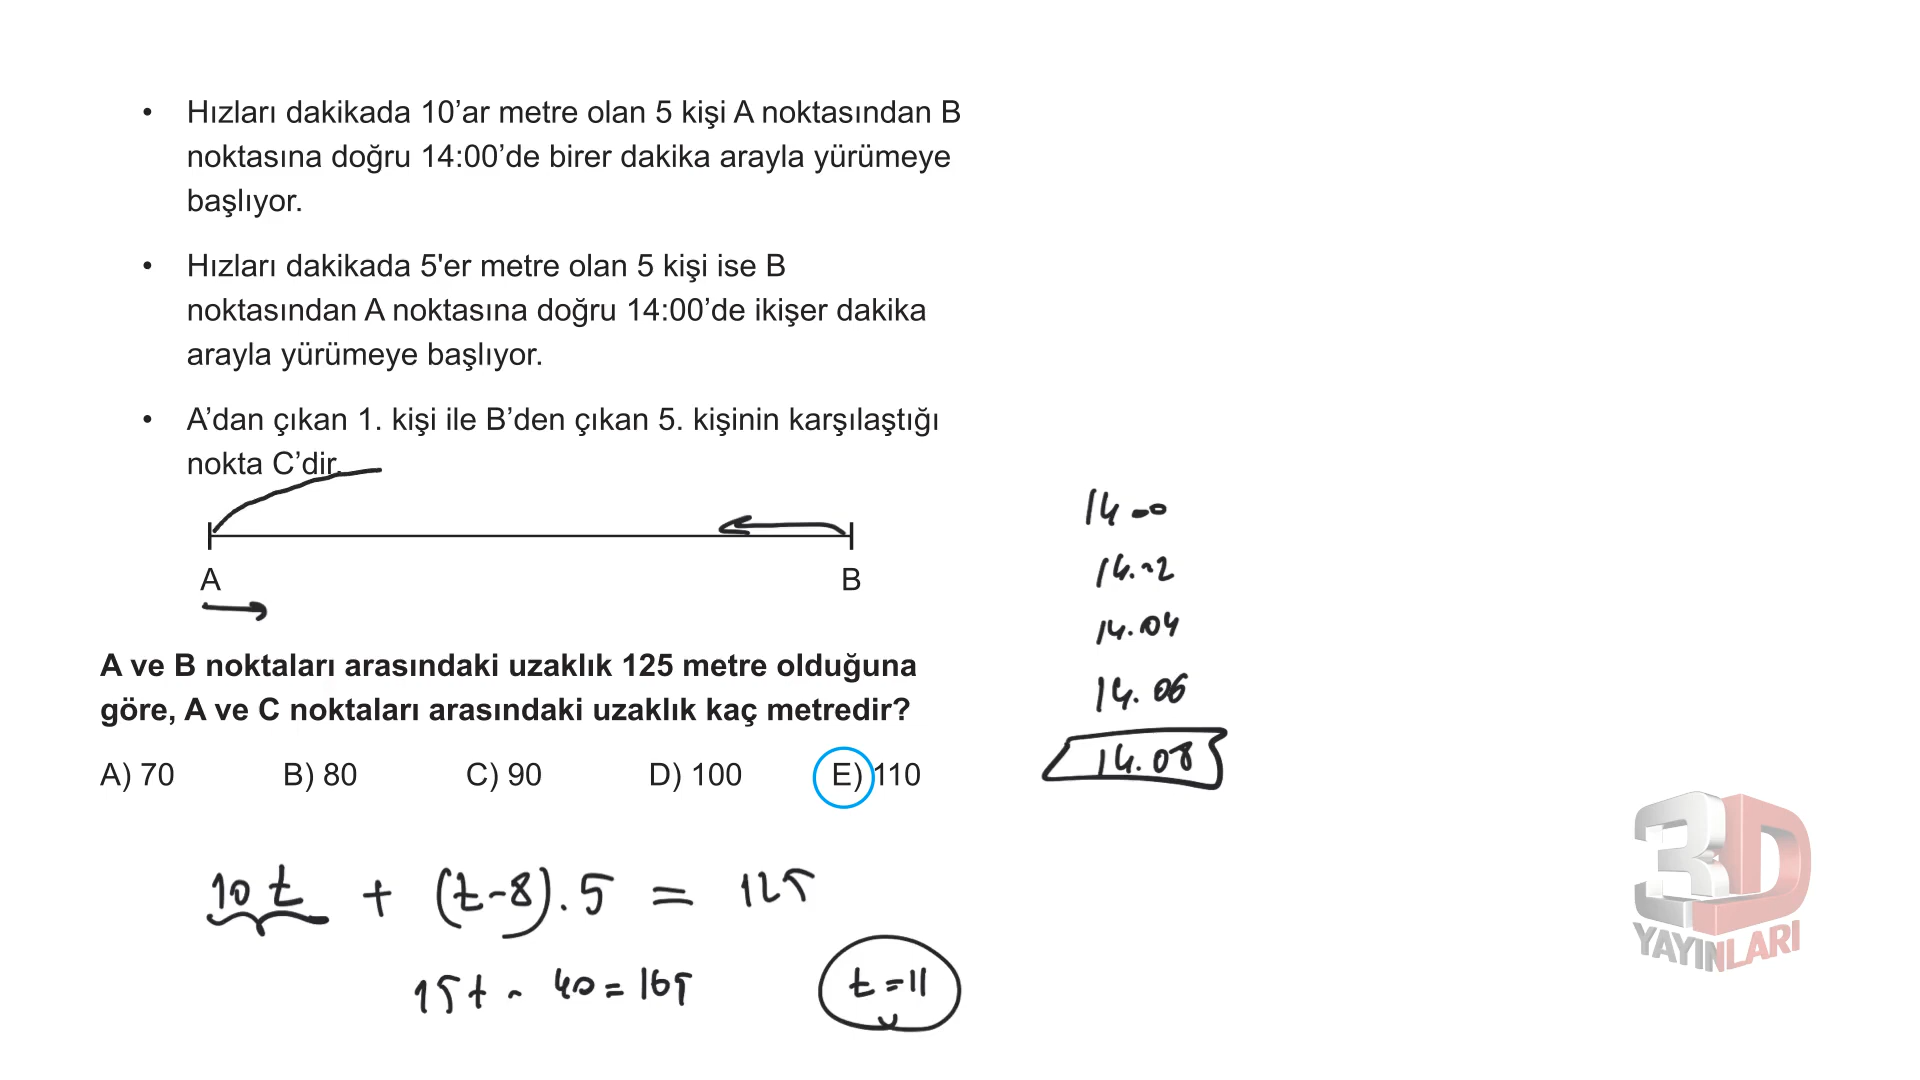 • Hızları dakikada 10’ar metre olan 5 kişi A noktasından B
noktasına doğru 14:00’de birer dakika arayla yürümeye
başlıyor.
• Hızları dakikada 5'er metre olan 5 kişi ise B
noktasından A noktasına doğru 14:00’de ikişer dakika
arayla yürümeye başlıyor.
• A’dan çıkan 1. kişi ile B’den çıkan 5. kişinin karşılaştığı
nokta C’dir.
A B
A ve B noktaları arasındaki uzaklık 125 metre olduğuna
göre, A ve C noktaları arasındaki uzaklık kaç metredir?
A) 70 B) 80 C) 90 D) 100 E) 110
14 00
14.02
14.04
14.06
14.08
10t + (t-8).5 = 125
15t - 40 = 165
t = 11
3D
YAYINLARI